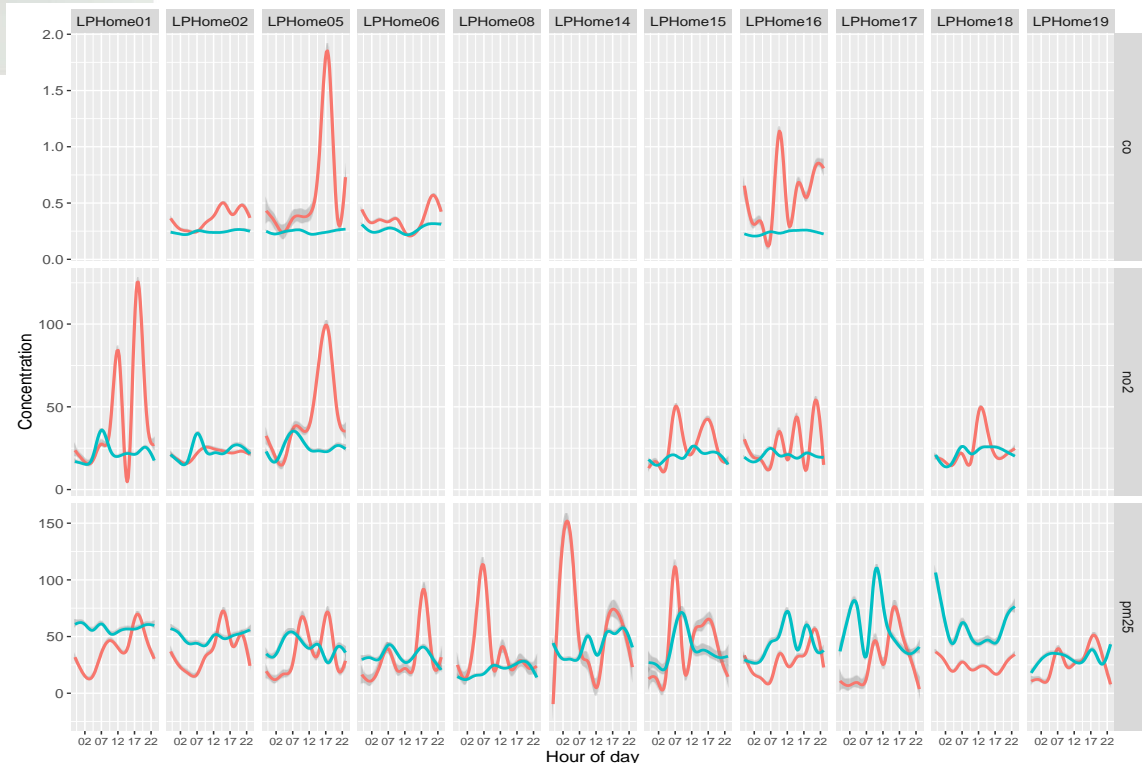 LPHome01 LPHome02 LPHome05 LPHome06 LPHome08 LPHome14 LPHome15 LPHome16 LPHome17 LPHome18 LPHome19
2.0
1.5
1.0
0.5
0.0
co
100
50
0
no2
150
100
50
0
pm25
Concentration
02 07 12 17 22 02 07 12 17 22 02 07 12 17 22 02 07 12 17 22 02 07 12 17 22 02 07 12 17 22 02 07 12 17 22 02 07 12 17 22 02 07 12 17 22 02 07 12 17 22 02 07 12 17 22
Hour of day